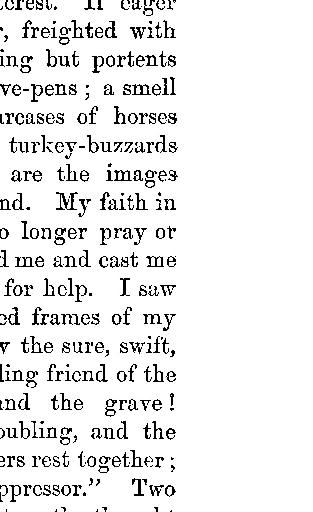 If eager
freighted with
ing but portents
ve-pens ; a smell
arcases of horses
turkey-buzzards
are the images
nd. My faith in
o longer pray or
d me and cast me
for help. I saw
ed frames of my
w the sure, swift,
ling friend of the
and the grave!
oubling, and the
ers rest together ;
ppressor.” Two